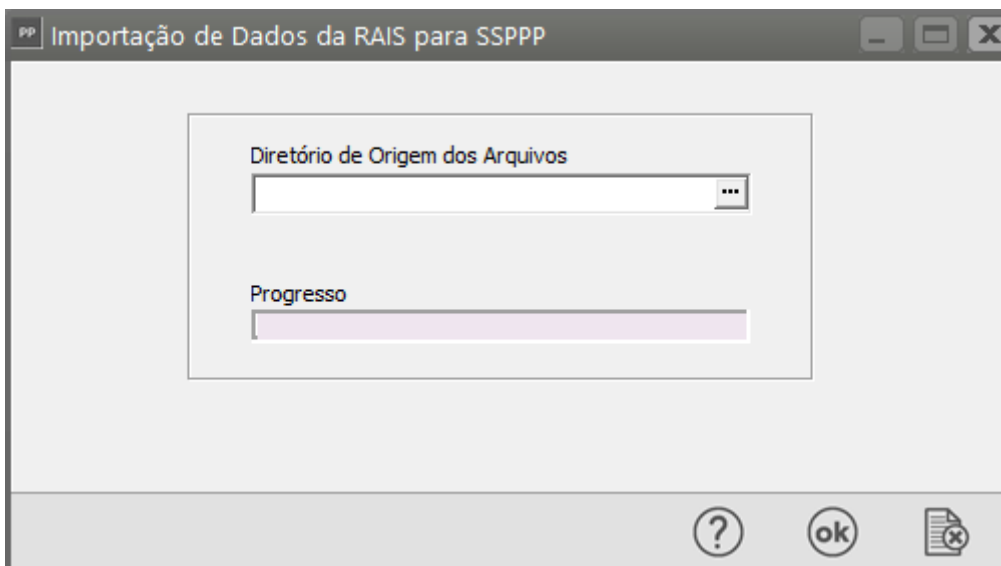 PP Importação de Dados da RAIS para SSPPP
Diretório de Origem dos Arquivos
...
Progresso
? ok